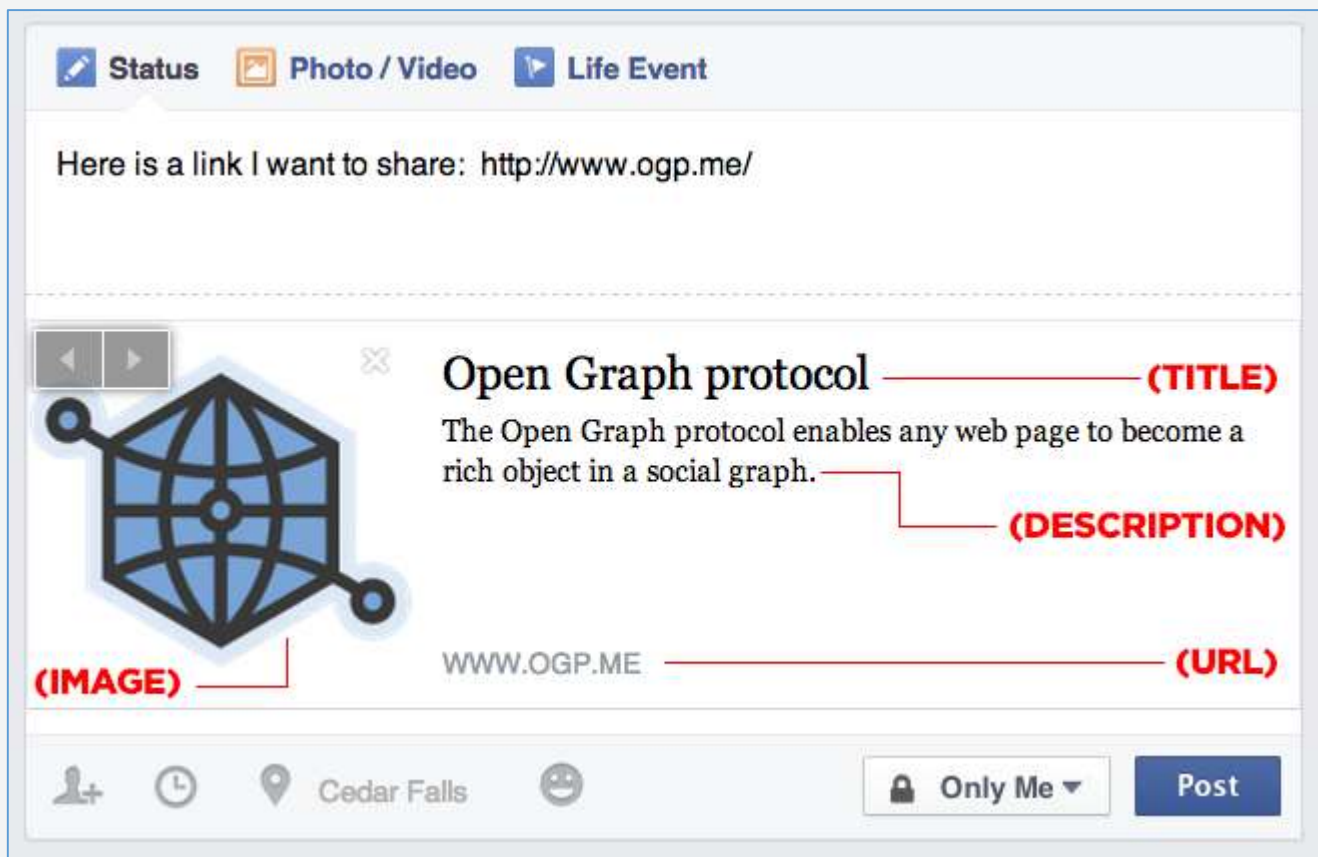 Status Photo / Video Life Event
Here is a link I want to share: http://www.ogp.me/
Open Graph protocol (TITLE)
The Open Graph protocol enables any web page to become a
rich object in a social graph.
(DESCRIPTION)
WWW.OGP.ME (URL)
(IMAGE)
Cedar Falls Only Me Post